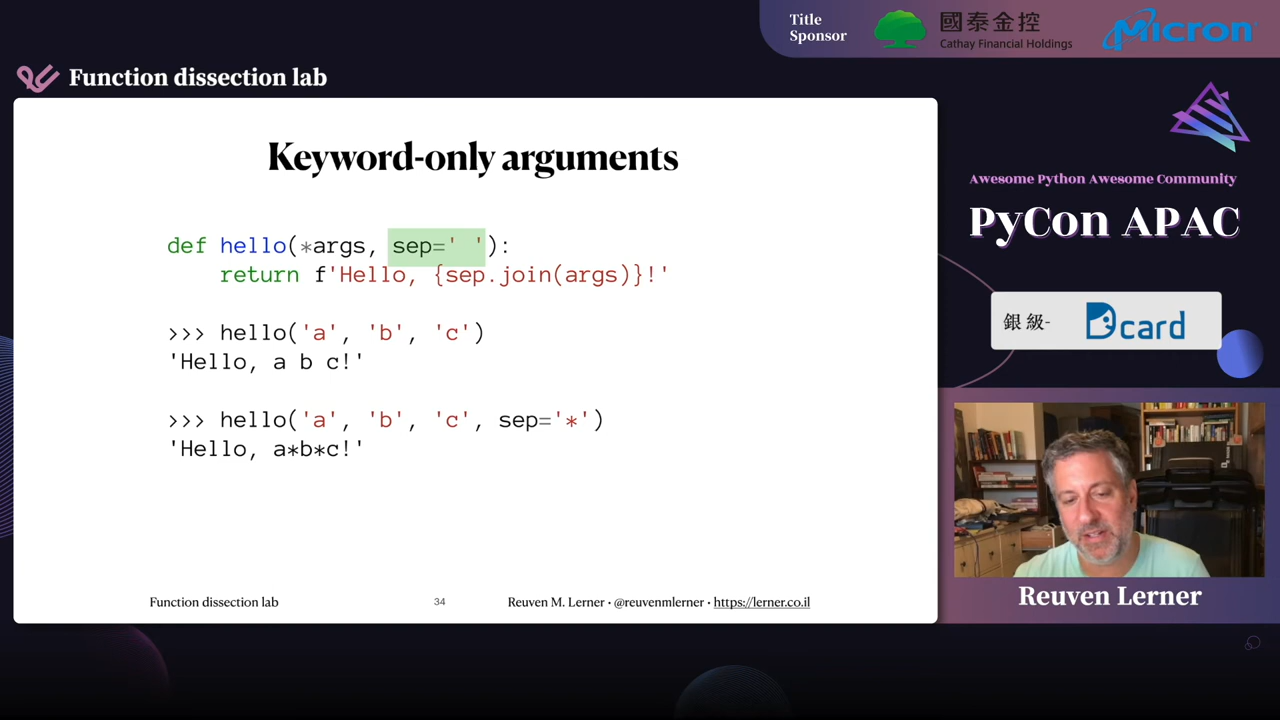 Title
Sponsor
國泰金控
Cathay Financial Holdings
Micron
Function dissection lab
Keyword-only arguments
def hello(*args, sep=' '):
    return f'Hello, {sep.join(args)}!'
>>> hello('a', 'b', 'c')
'Hello, a b c!'
>>> hello('a', 'b', 'c', sep='*')
'Hello, a*b*c!'
Function dissection lab
34
Reuven M. Lerner • @reuvenmlerner • https://lerner.co.il
Awesome Python Awesome Community
PyCon APAC
銀級-
Dcard
Reuven Lerner